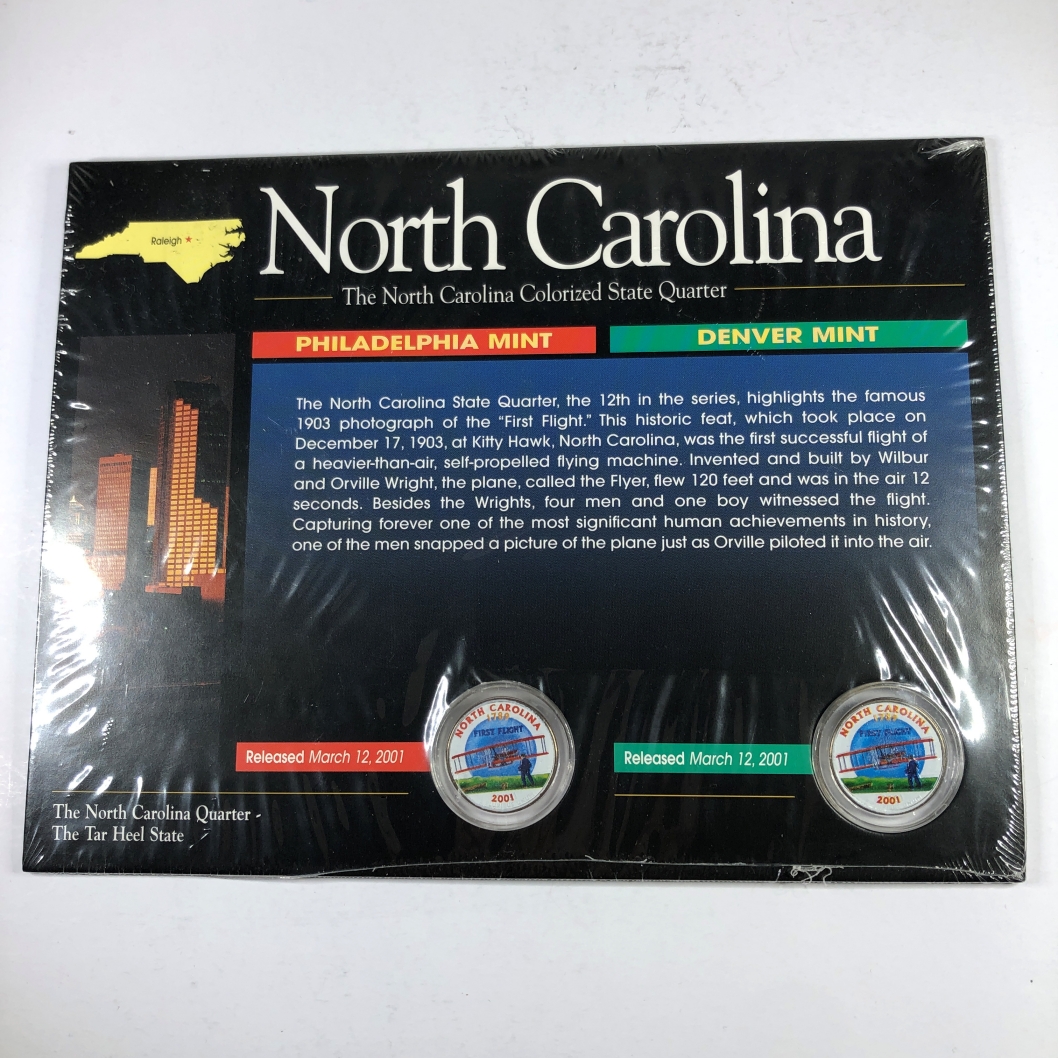 Raleigh
North Carolina
The North Carolina Colorized State Quarter
PHILADELPHIA MINT
DENVER MINT
The North Carolina State Quarter, the 12th in the series, highlights the famous
1903 photograph of the "First Flight." This historic feat, which took place on
December 17, 1903, at Kitty Hawk, North Carolina, was the first successful flight of
a heavier-than-air, self-propelled flying machine. Invented and built by Wilbur
and Orville Wright, the plane, called the Flyer, flew 120 feet and was in the air 12
seconds. Besides the Wrights, four men and one boy witnessed the flight.
Capturing forever one of the most significant human achievements in history,
one of the men snapped a picture of the plane just as Orville piloted it into the air.
Released March 12, 2001
NORTH CAROLINA
1789
FIRST FLIGHT
2001
Released March 12, 2001
NORTH CAROLINA
1789
FIRST FLIGHT
2001
The North Carolina Quarter -
The Tar Heel State